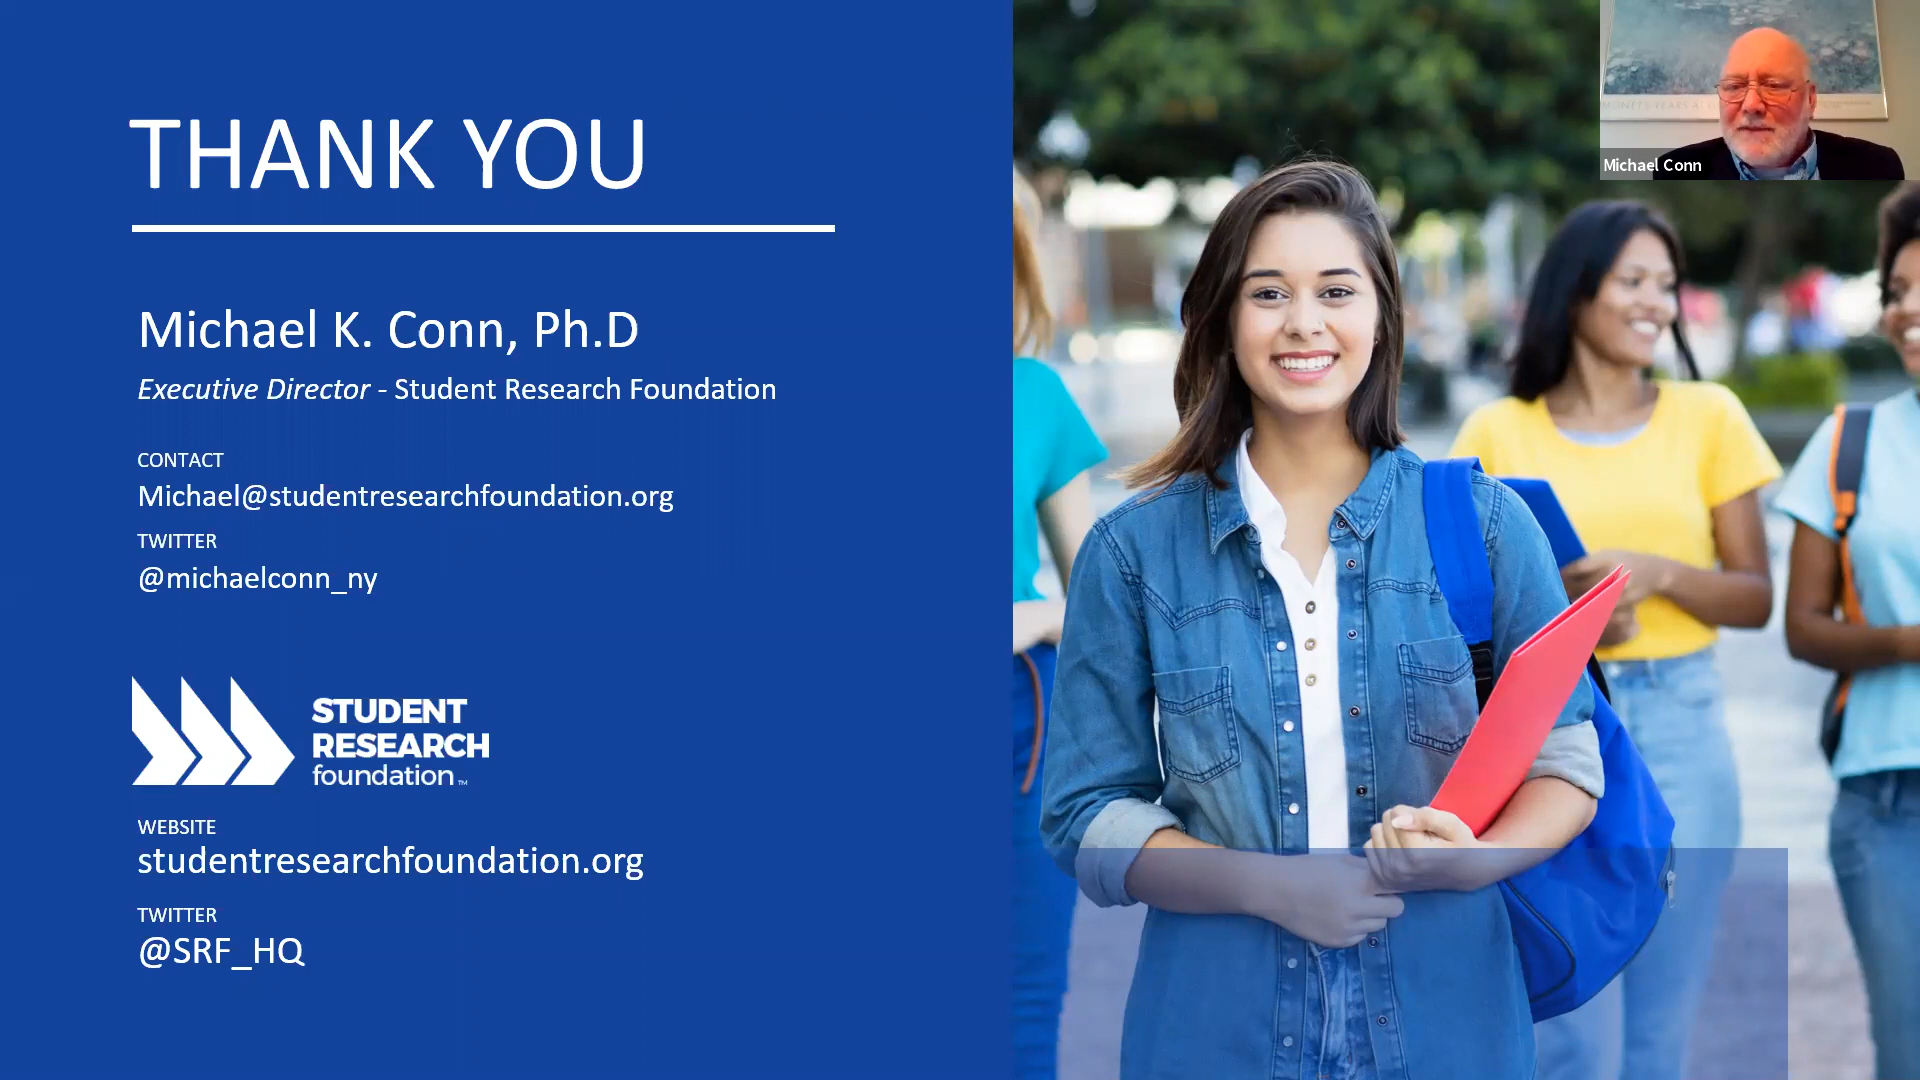 THANK YOU
Michael K. Conn, Ph.D
Executive Director - Student Research Foundation
CONTACT
Michael@studentresearchfoundation.org
TWITTER
@michaelconn_ny
STUDENT
RESEARCH
foundation™
WEBSITE
studentresearchfoundation.org
TWITTER
@SRF_HQ
Michael Conn